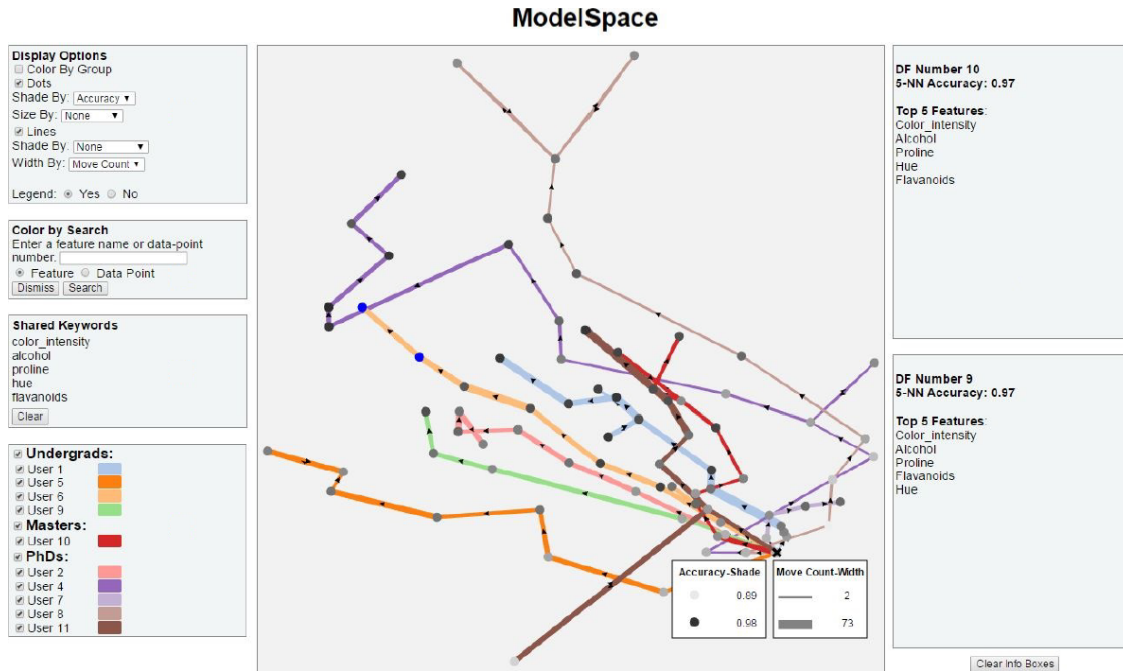 ModelSpace
Display Options
Color By Group
Dots
Shade By: Accuracy
Size By: None
Lines
Shade By: None
Width By: Move Count
Legend: Yes No
Color by Search
Enter a feature name or data-point
number.
Feature Data Point
Dismiss Search
Shared Keywords
color_intensity
alcohol
proline
hue
flavanoids
Clear
Undergrads:
User 1
User 5
User 6
User 9
Masters:
User 10
PhDs:
User 2
User 4
User 7
User 8
User 11
Accuracy-Shade
0.89
0.98
Move Count-Width
2
73
DF Number 10
5-NN Accuracy: 0.97
Top 5 Features:
Color_intensity
Alcohol
Proline
Hue
Flavanoids
DF Number 9
5-NN Accuracy: 0.97
Top 5 Features:
Color_intensity
Alcohol
Proline
Flavanoids
Hue
Clear Info Boxes